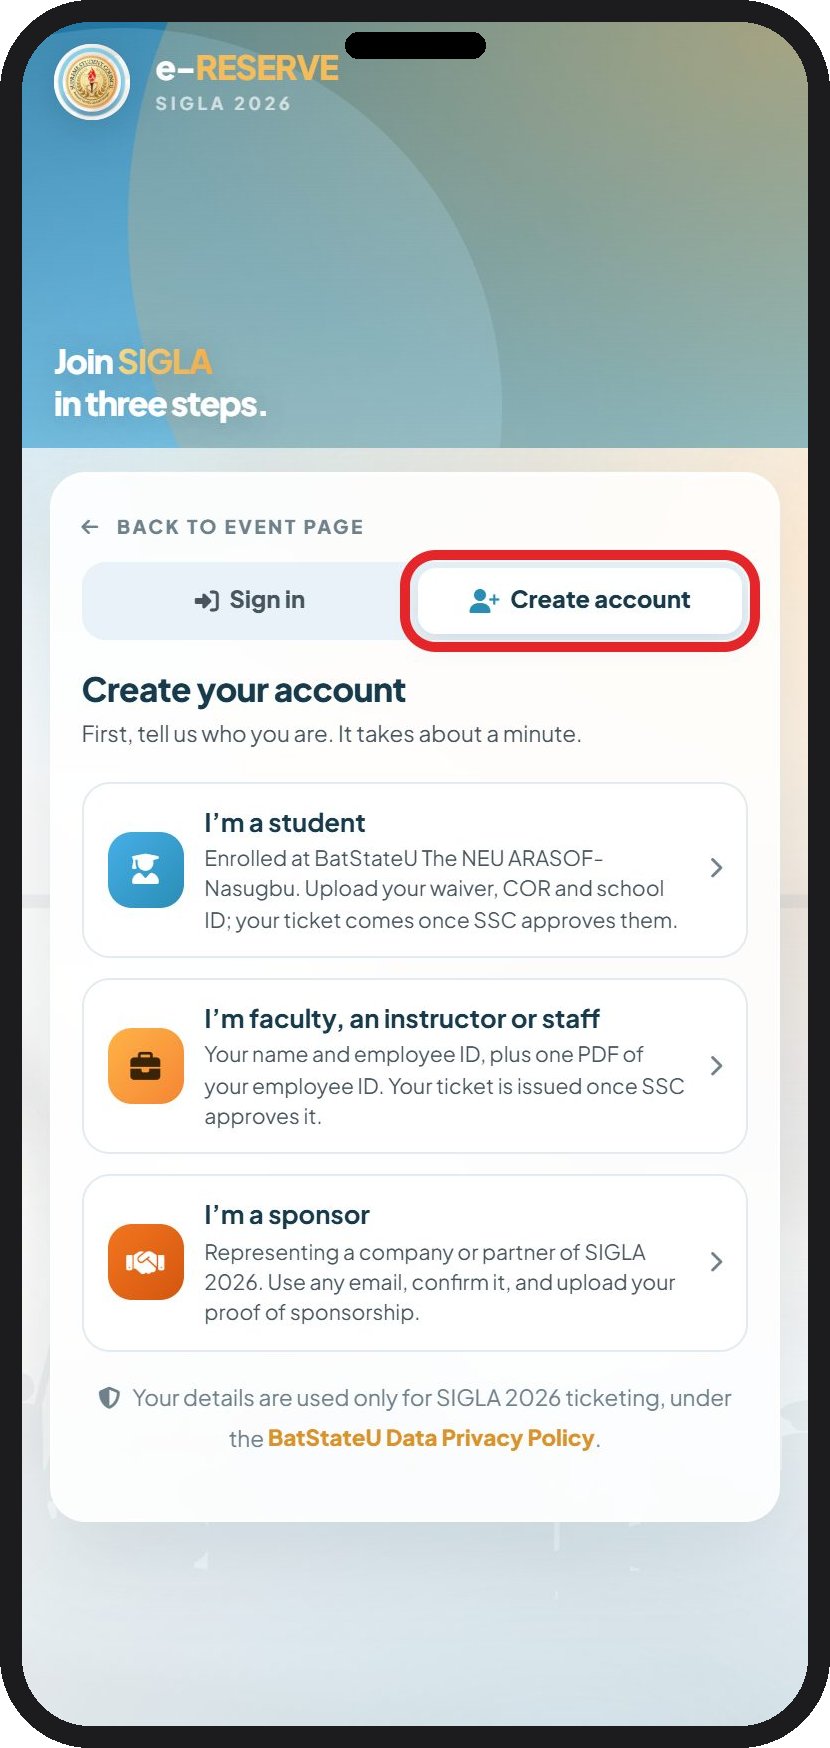 e-RESERVE
SIGLA 2026
Join SIGLA
in three steps.
BACK TO EVENT PAGE
Sign in
Create account
Create your account
First, tell us who you are. It takes about a minute.
I’m a student
Enrolled at BatStateU The NEU ARASOF-
Nasugbu. Upload your waiver, COR and school
ID; your ticket comes once SSC approves them.
I’m faculty, an instructor or staff
Your name and employee ID, plus one PDF of
your employee ID. Your ticket is issued once SSC
approves it.
I’m a sponsor
Representing a company or partner of SIGLA
2026. Use any email, confirm it, and upload your
proof of sponsorship.
Your details are used only for SIGLA 2026 ticketing, under
the BatStateU Data Privacy Policy.